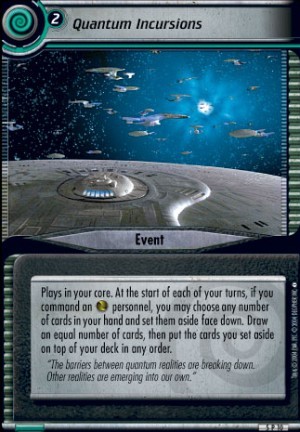 2 Quantum Incursions
Event
Plays in your core. At the start of each of your turns, if you
command an personnel, you may choose any number
of cards in your hand and set them aside face down. Draw
an equal number of cards, then put the cards you set aside
on top of your deck in any order.
"The barriers between quantum realities are breaking down.
Other realities are emerging into our own."